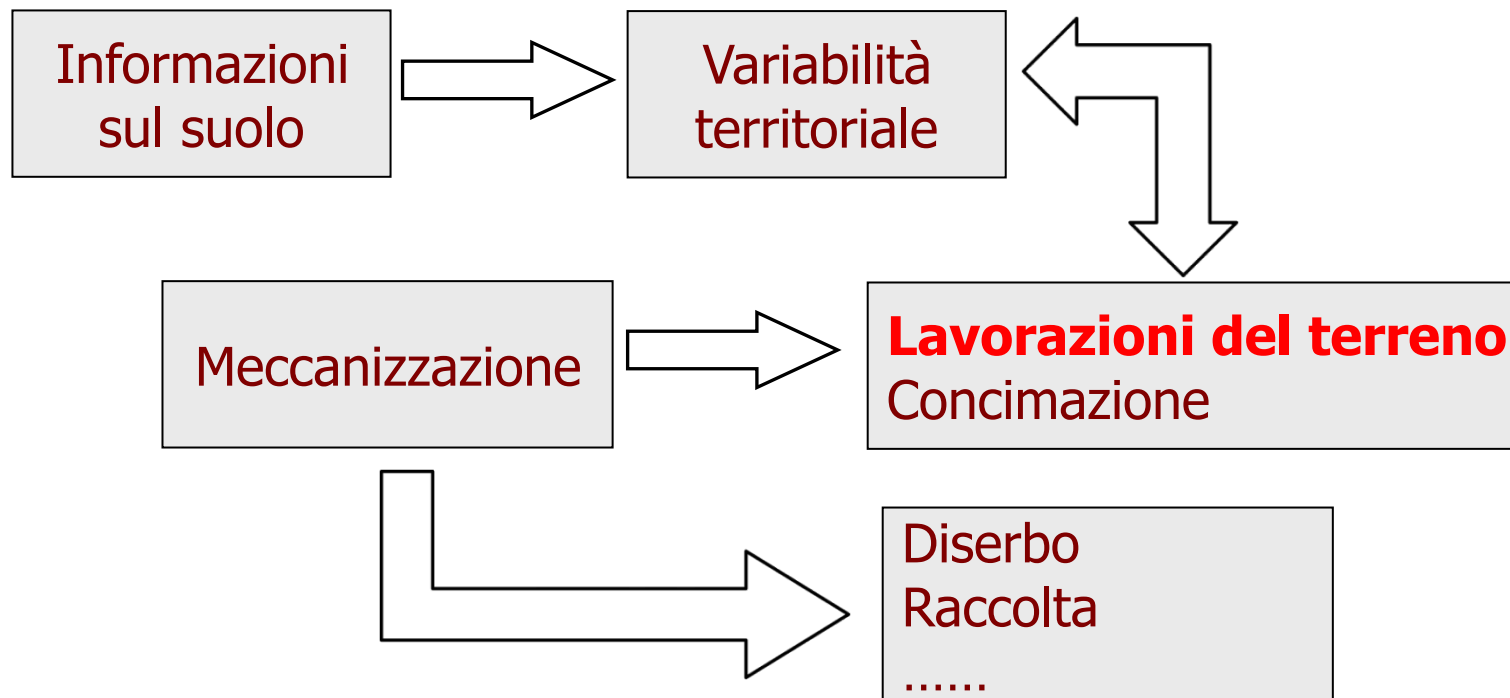 Informazioni
sul suolo
Variabilità
territoriale
Meccanizzazione
Lavorazioni del terreno
Concimazione
Diserbo
Raccolta
......